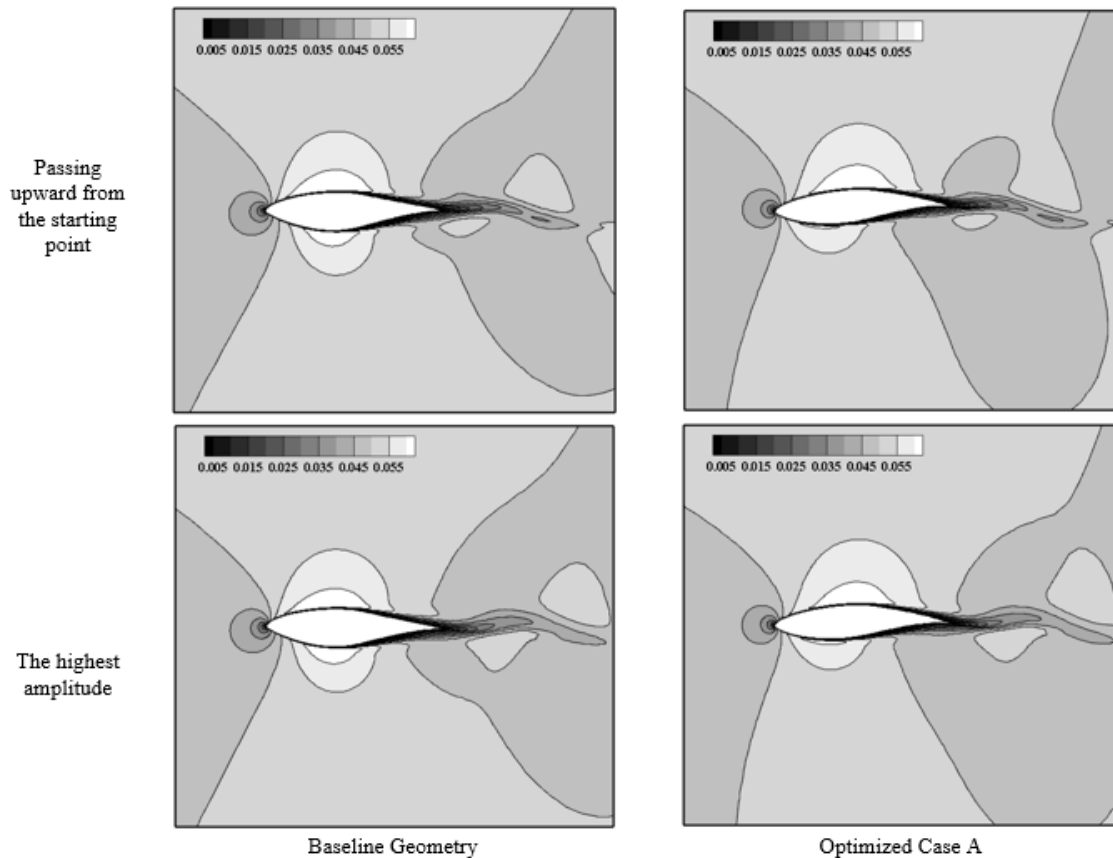 0.005 0.015 0.025 0.035 0.045 0.055
0.005 0.015 0.025 0.035 0.045 0.055
Passing
upward from
the starting
point
0.005 0.015 0.025 0.035 0.045 0.055
0.005 0.015 0.025 0.035 0.045 0.055
The highest
amplitude
Baseline Geometry
Optimized Case A